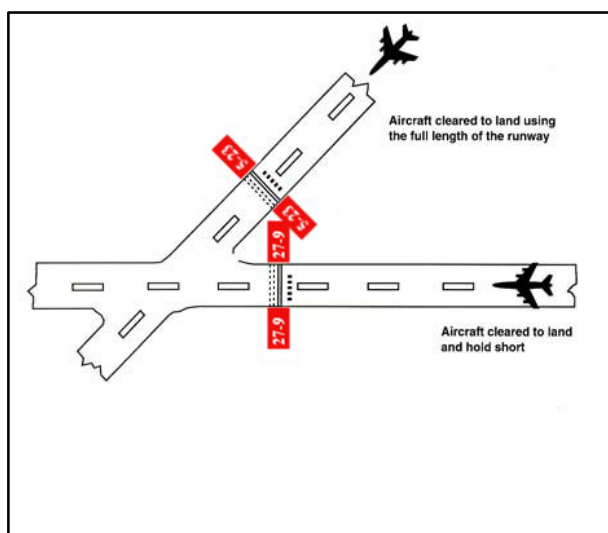 Aircraft cleared to land using
the full length of the runway
5-23
5-23
27-9
27-9
Aircraft cleared to land
and hold short